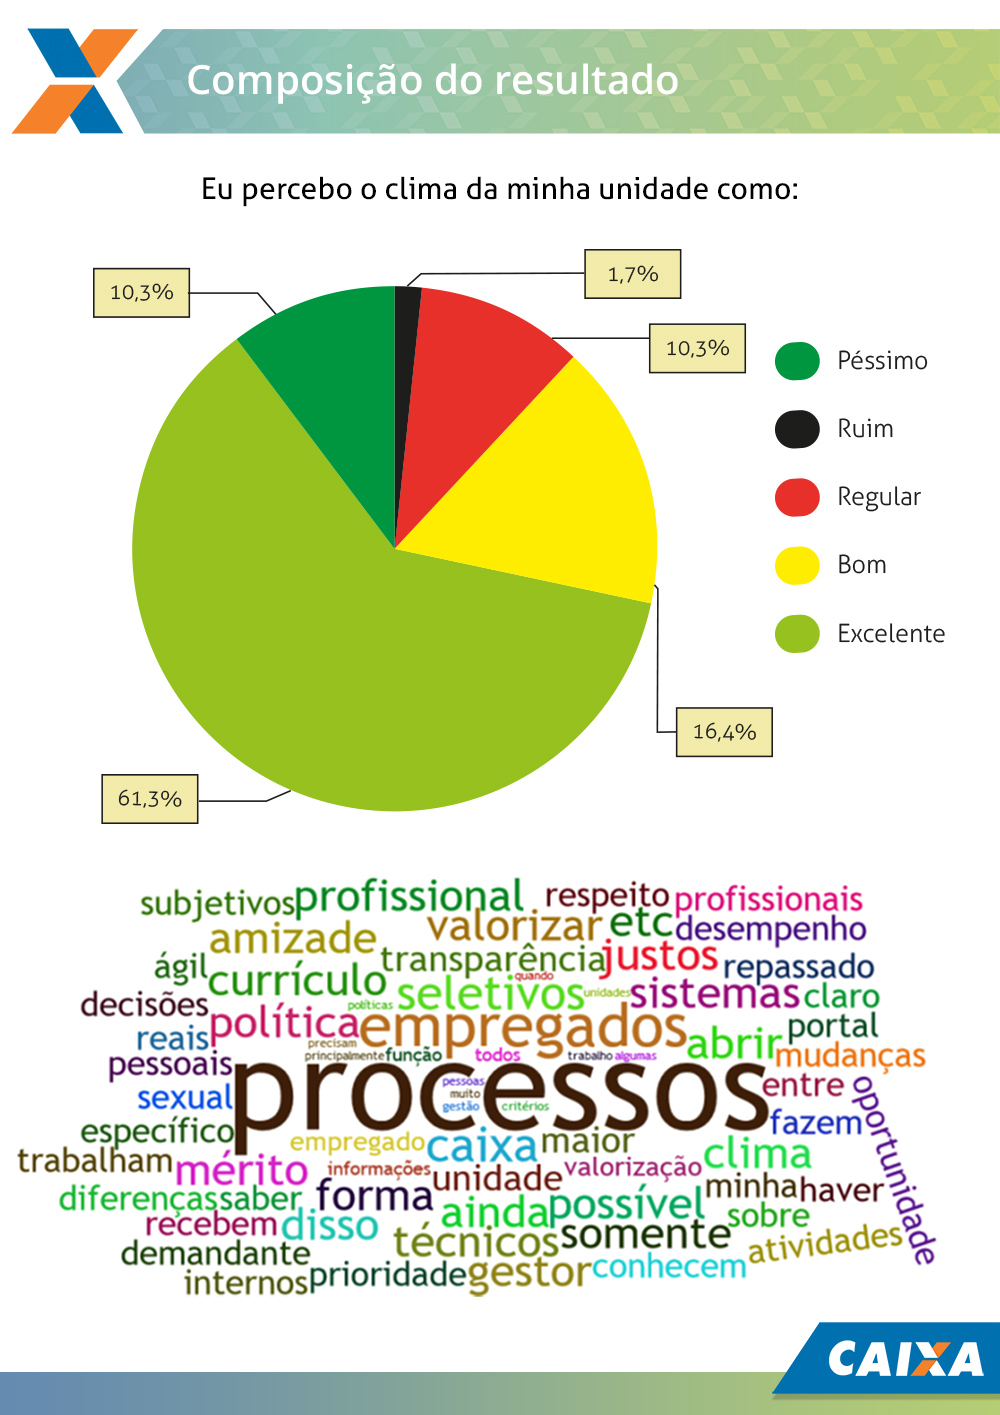 Composição do resultado
Eu percebo o clima da minha unidade como:
10,3%
1,7%
10,3%
16,4%
61,3%
Péssimo
Ruim
Regular
Bom
Excelente
subjetivos profissional respeito profissionais
amizade valorizar etc desempenho
ágil currículo transparência quando justos repassado
decisões políticas seletivos unidades sistemas claro
reais política empregados abrir portal
precisam
pessoais principalmente função todos trabalho algumas mudanças
sexual processos entre
pessoas
muito
gestão critérios
fazem
oportunidade
específico empregado caixa maior clima
trabalham mérito informações unidade valorização
diferenças saber forma ainda possível minha haver
recebem disso técnicos somente sobre
demandante atividades
internos prioridade gestor conhecem
CAIXA